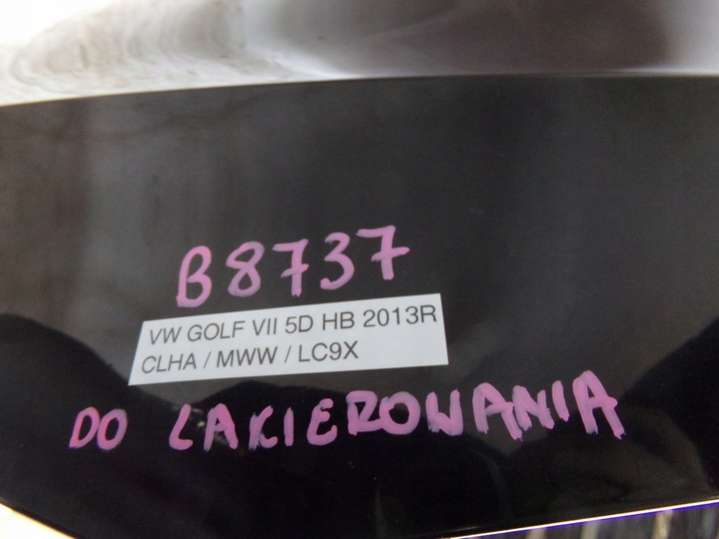 B8737
VW GOLF VII 5D HB 2013R
CLHA / MWW / LC9X
DO LAKIEROWANIA